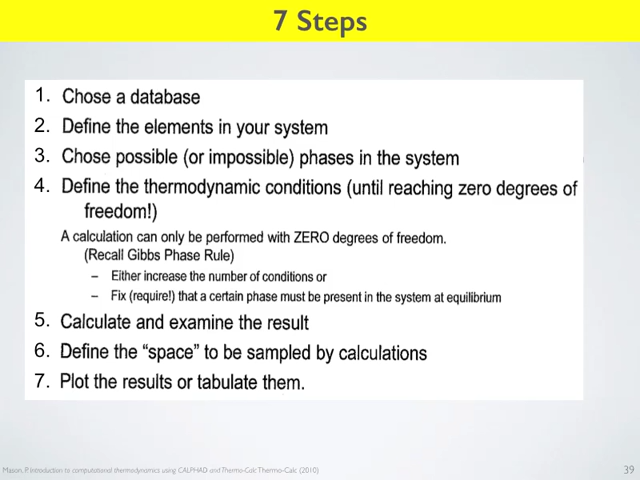 7 Steps
1. Chose a database
2. Define the elements in your system
3. Chose possible (or impossible) phases in the system
4. Define the thermodynamic conditions (until reaching zero degrees of
freedom!)
A calculation can only be performed with ZERO degrees of freedom.
(Recall Gibbs Phase Rule)
– Either increase the number of conditions or
– Fix (require!) that a certain phase must be present in the system at equilibrium
5. Calculate and examine the result
6. Define the “space” to be sampled by calculations
7. Plot the results or tabulate them.
Mason, P. Introduction to computational thermodynamics using CALPHAD and Thermo-Calc Thermo-Calc (2010)
39